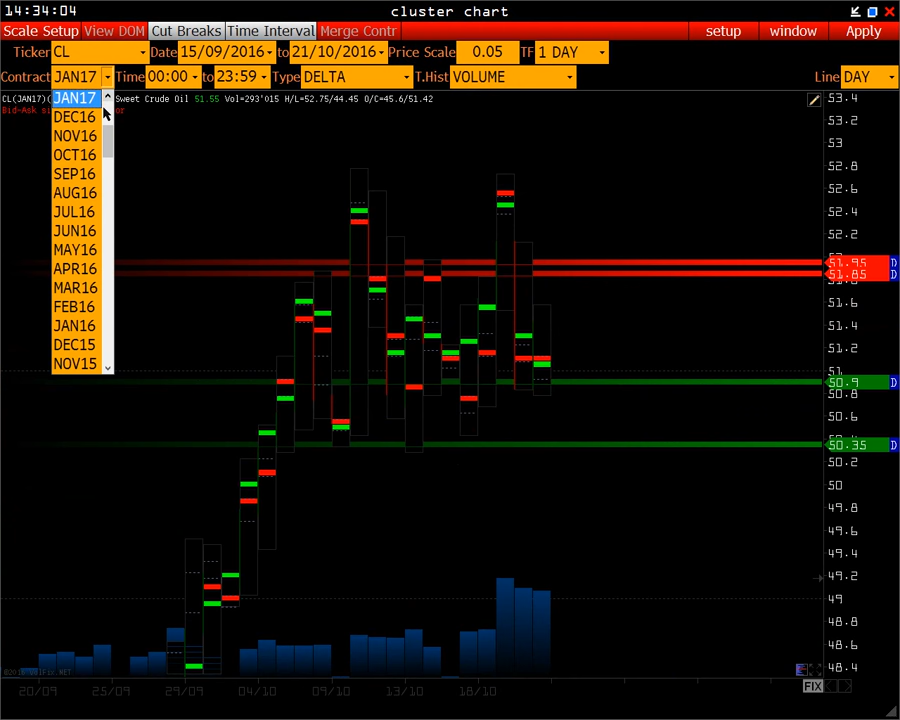 14:34:04 cluster chart
Scale Setup View DOM Cut Breaks Time Interval Merge Contr setup window Apply
Ticker CL Date 15/09/2016 to 21/10/2016 Price Scale 0.05 TF 1 DAY
Contract JAN17 Time 00:00 to 23:59 Type DELTA T.Hist VOLUME Line DAY
CL(JAN17)( Sweet Crude Oil 51.55 Vol=293'015 H/L=52.75/44.45 O/C=45.6/51.42
Bid-Ask
JAN17
DEC16
NOV16
OCT16
SEP16
AUG16
JUL16
JUN16
MAY16
APR16
MAR16
FEB16
JAN16
DEC15
NOV15
53.4
53.2
53
52.8
52.6
52.4
52.2
51.95 D
51.85 D
51.6
51.4
51.2
51
50.9 D
50.8
50.6
50.35 D
50.2
50
49.8
49.6
49.4
49.2
49
48.8
48.6
48.4
FIX
20/09 25/09 29/09 04/10 09/10 13/10 18/10